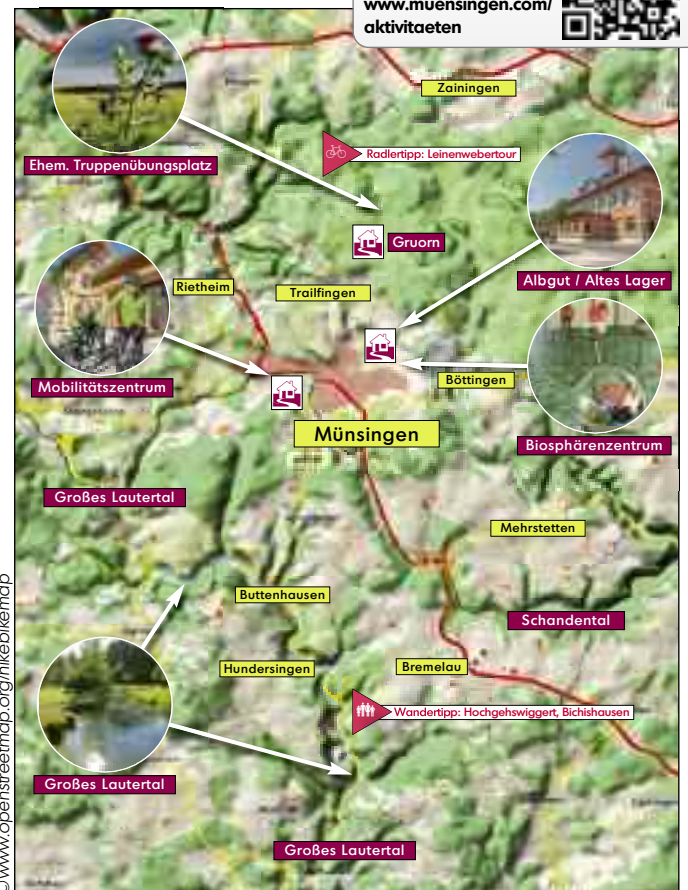 www.muensingen.com/
aktivitaeten
Zainingen
Radlertipp: Leinenwebertour
Ehem. Truppenübungsplatz
Gruorn
Albgut / Altes Lager
Rietheim
Trailfingen
Mobilitätszentrum
Böttingen
Münsingen
Biosphärenzentrum
Großes Lautertal
Mehrstetten
Buttenhausen
Schandental
Hundersingen
Bremelau
Wandertipp: Hochgehswiggert, Bichishausen
Großes Lautertal
Großes Lautertal
www.openstreetmap.org/hikebikemap